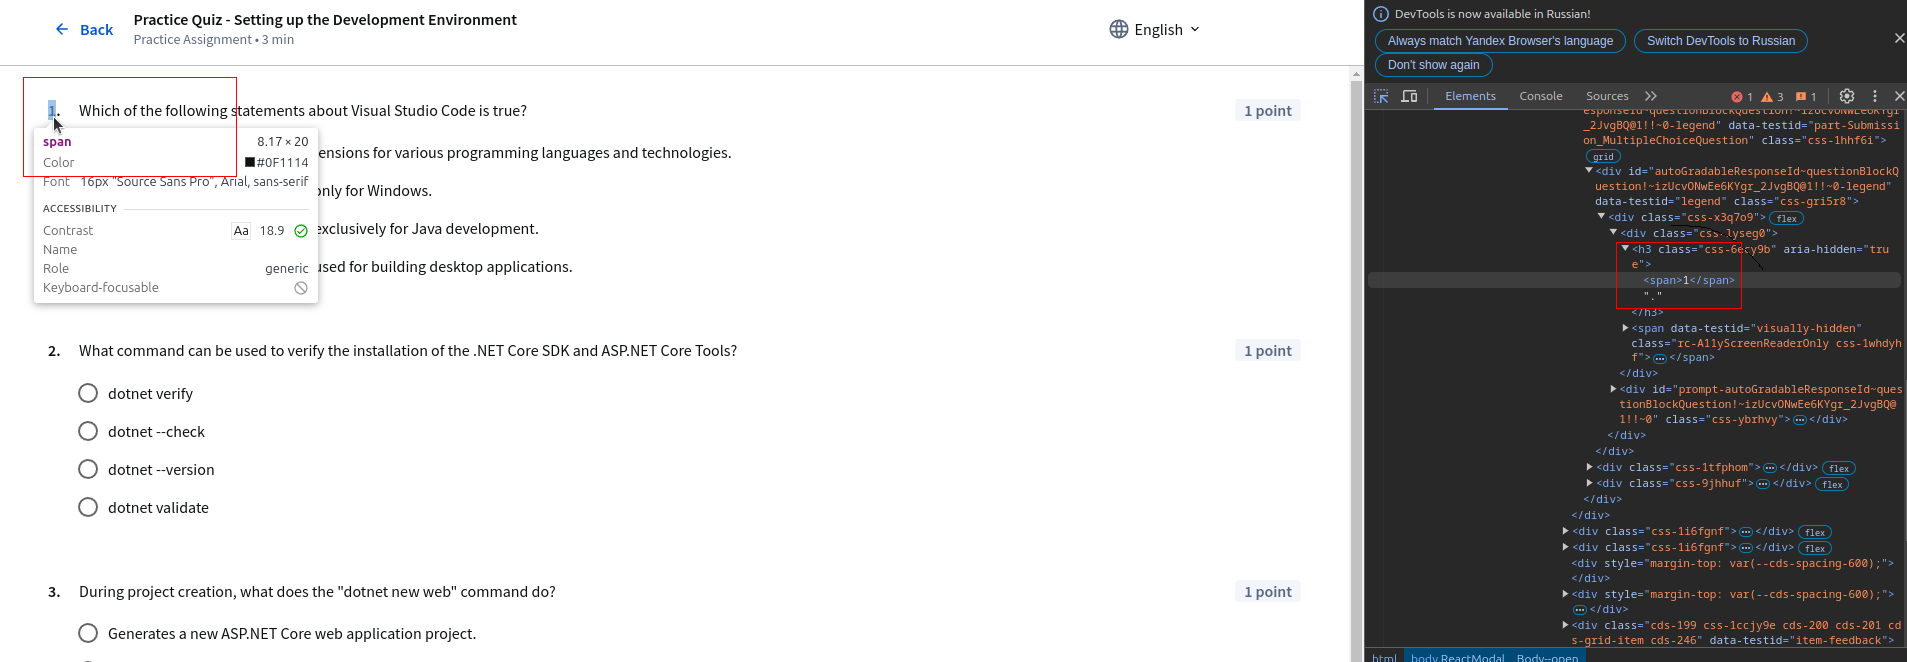 Back
Practice Quiz - Setting up the Development Environment
Practice Assignment • 3 min
English
1.
Which of the following statements about Visual Studio Code is true?
1 point
ensions for various programming languages and technologies.
only for Windows.
exclusively for Java development.
used for building desktop applications.
span
8.17 × 20
Color
#0F1114
Font
16px "Source Sans Pro", Arial, sans-serif
ACCESSIBILITY
Contrast
Aa
18.9
Name
Role
generic
Keyboard-focusable
2.
What command can be used to verify the installation of the .NET Core SDK and ASP.NET Core Tools?
1 point
dotnet verify
dotnet --check
dotnet --version
dotnet validate
3.
During project creation, what does the "dotnet new web" command do?
1 point
Generates a new ASP.NET Core web application project.
DevTools is now available in Russian!
Always match Yandex Browser's language
Switch DevTools to Russian
Don't show again
Elements
Console
Sources
1
3
1
_2JvgBQ@1!!~0-legend" data-testid="part-Submissi
on_MultipleChoiceQuestion" class="css-1hhf6i">
grid
<div id="autoGradableResponseId~questionBlockQ
uestion!~izUcvONwEe6KYgr_2JvgBQ@1!!~0-legend"
data-testid="legend" class="css-gri5r8">
<div class="css-x3q7o9">
flex
<div class="css-lyseg0">
<h3 class="css-6ecy9b" aria-hidden="tru
e">
<span>1</span>
"."
</h3>
<span data-testid="visually-hidden"
class="rc-A11yScreenReaderOnly css-1whdyh
f">
</span>
</div>
<div id="prompt-autoGradableResponseId~ques
tionBlockQuestion!~izUcvONwEe6KYgr_2JvgBQ@
1!!~0" class="css-ybrhvy">
</div>
</div>
</div>
<div class="css-1tfphom">
</div>
flex
<div class="css-9jhhuf">
</div>
flex
</div>
</div>
<div class="css-1i6fgnf">
</div>
flex
<div class="css-1i6fgnf">
</div>
flex
<div style="margin-top: var(--cds-spacing-600);">
</div>
<div style="margin-top: var(--cds-spacing-600);">
</div>
<div class="cds-199 css-1ccjy9e cds-200 cds-201 cd
s-grid-item cds-246" data-testid="item-feedback">
html
body.ReactModal__Body--open